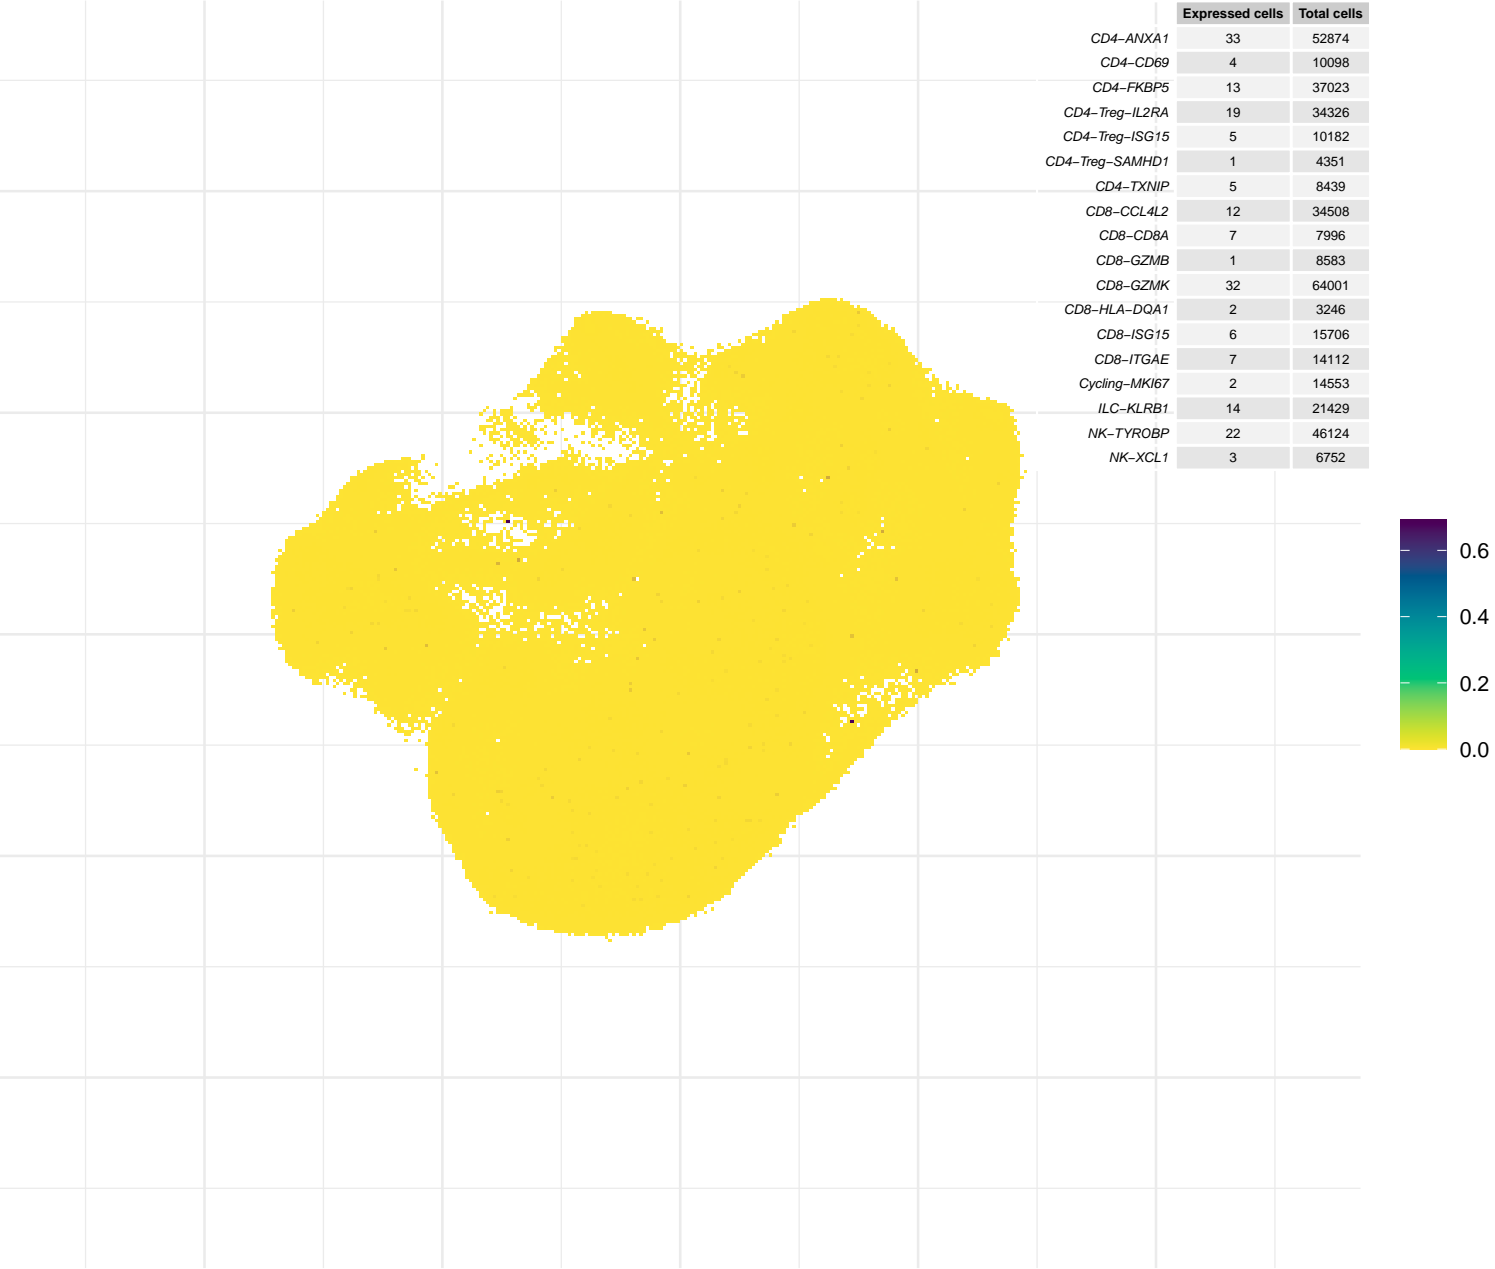 Expressed cells Total cells
CD4−ANXA1 33 52874
CD4−CD69 4 10098
CD4−FKBP5 13 37023
CD4−Treg−IL2RA 19 34326
CD4−Treg−ISG15 5 10182
CD4−Treg−SAMHD1 1 4351
CD4−TXNIP 5 8439
CD8−CCL4L2 12 34508
CD8−CD8A 7 7996
CD8−GZMB 1 8583
CD8−GZMK 32 64001
CD8−HLA−DQA1 2 3246
CD8−ISG15 6 15706
CD8−ITGAE 7 14112
Cycling−MKI67 2 14553
ILC−KLRB1 14 21429
NK−TYROBP 22 46124
NK−XCL1 3 6752
0.6
0.4
0.2
0.0